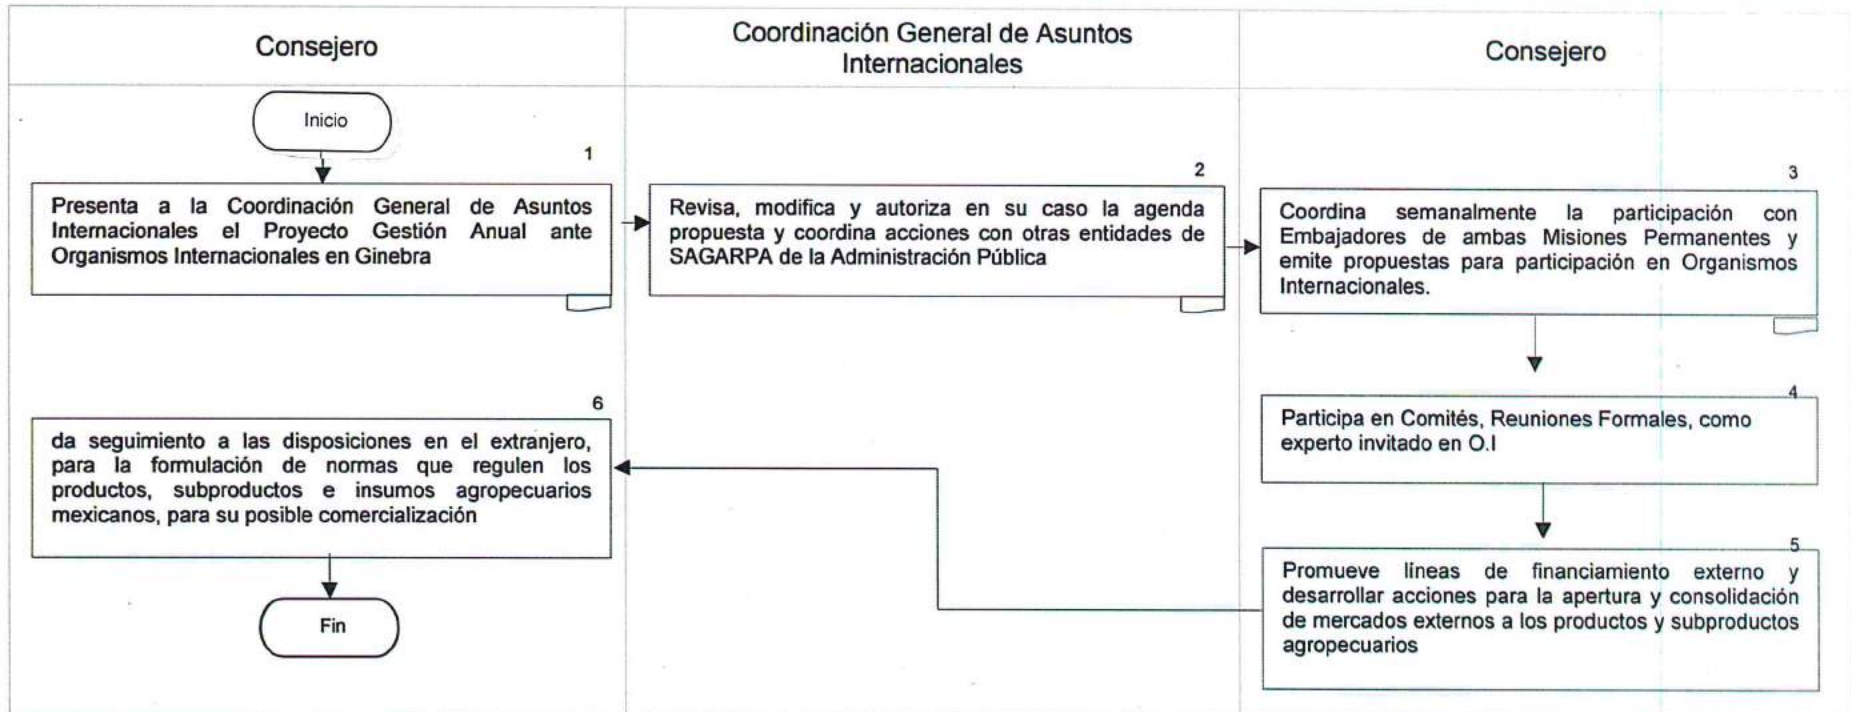 Consejero
Coordinación General de Asuntos
Internacionales
Consejero
Inicio
1
Presenta a la Coordinación General de Asuntos
Internacionales el Proyecto Gestión Anual ante
Organismos Internacionales en Ginebra
2
Revisa, modifica y autoriza en su caso la agenda
propuesta y coordina acciones con otras entidades de
SAGARPA de la Administración Pública
3
Coordina semanalmente la participación con
Embajadores de ambas Misiones Permanentes y
emite propuestas para participación en Organismos
Internacionales.
4
Participa en Comités, Reuniones Formales, como
experto invitado en O.I
5
Promueve líneas de financiamiento externo y
desarrollar acciones para la apertura y consolidación
de mercados externos a los productos y subproductos
agropecuarios
6
da seguimiento a las disposiciones en el extranjero,
para la formulación de normas que regulen los
productos, subproductos e insumos agropecuarios
mexicanos, para su posible comercialización
Fin